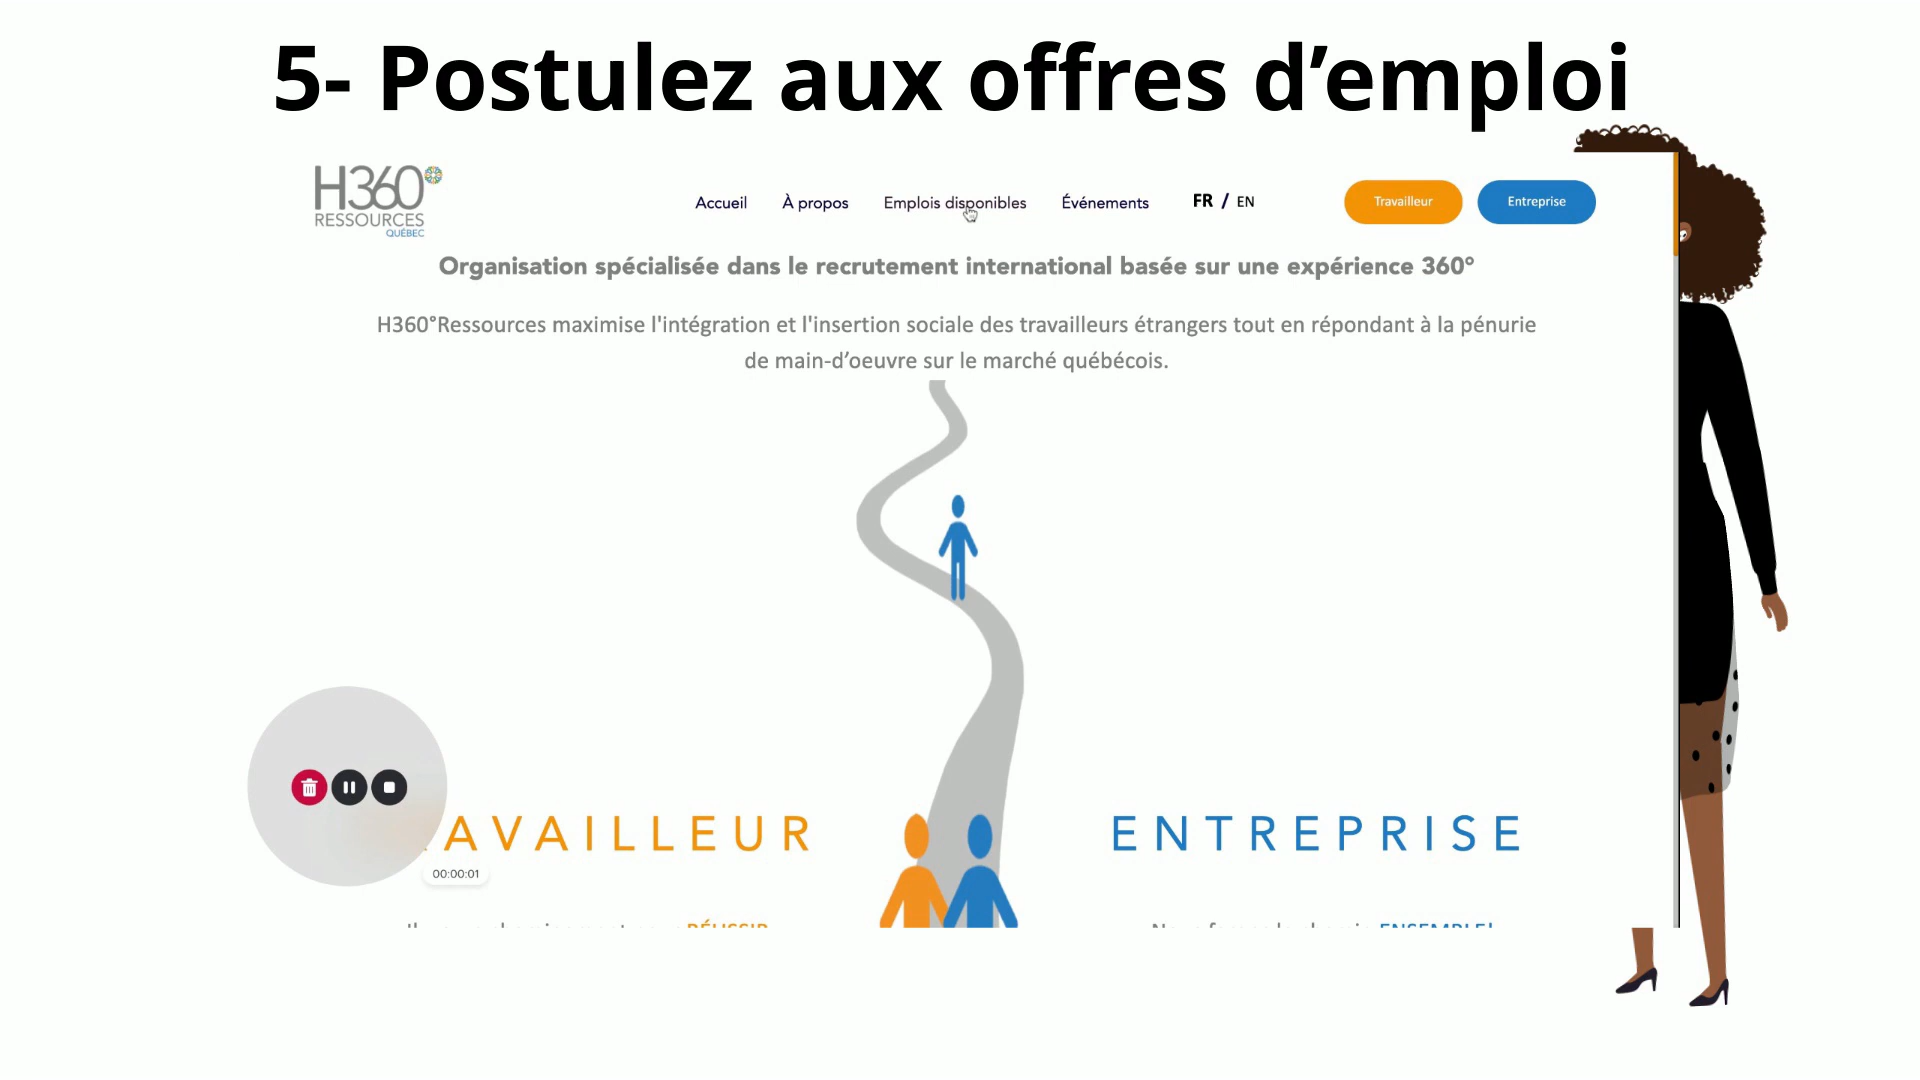 5- Postulez aux offres d’emploi
H360°
RESSOURCES
QUÉBEC
Accueil À propos Emplois disponibles Événements FR / EN Travailleur Entreprise
Organisation spécialisée dans le recrutement international basée sur une expérience 360°
H360°Ressources maximise l'intégration et l'insertion sociale des travailleurs étrangers tout en répondant à la pénurie
de main-d’oeuvre sur le marché québécois.
AVAILLEUR ENTREPRISE
00:00:01
RÉUSSIR ENSEMBLE!